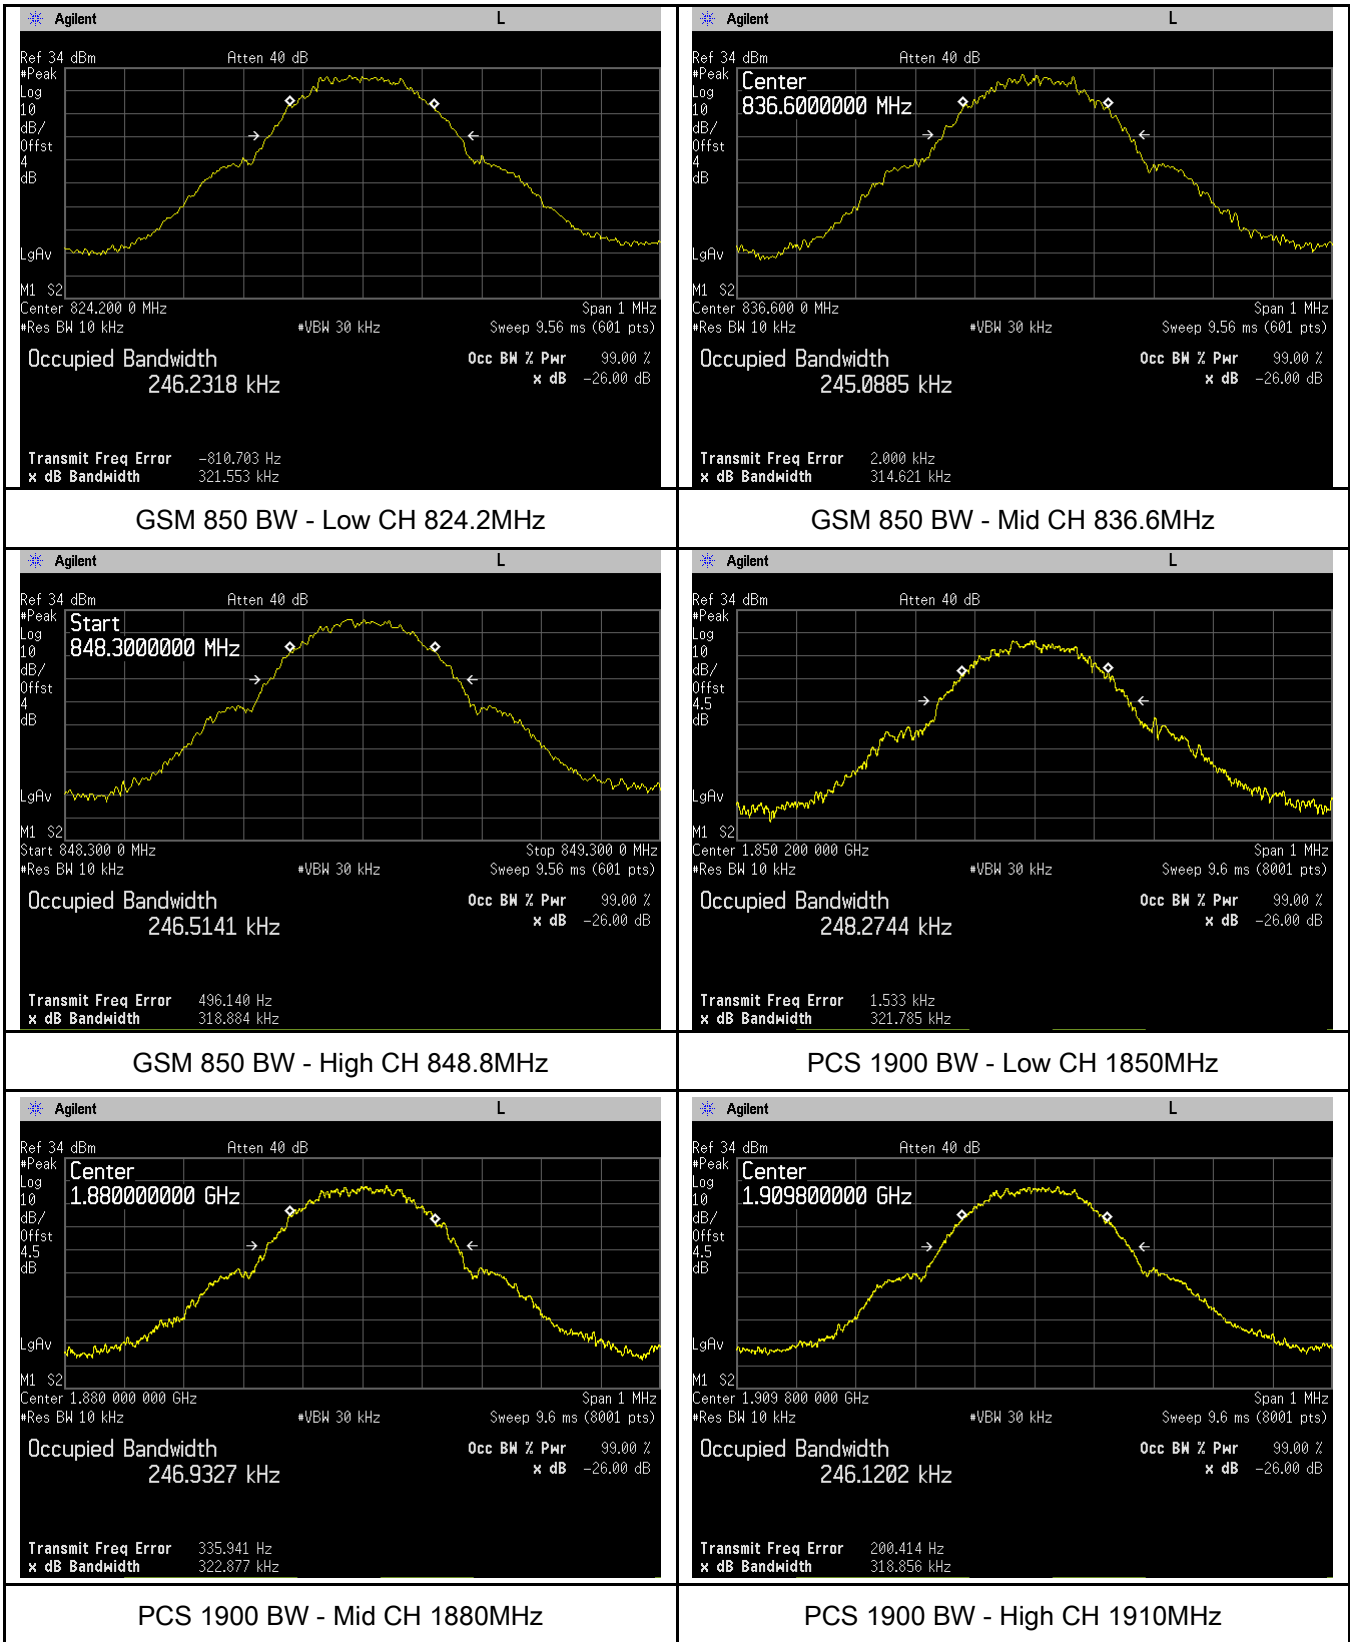 Agilent L
Ref 34 dBm Atten 40 dB
#Peak
Log
10
dB/
Offst
4
dB
LgAv
M1 S2
Center 824.200 0 MHz Span 1 MHz
#Res BW 10 kHz #VBW 30 kHz Sweep 9.56 ms (601 pts)
Occupied Bandwidth Occ BW % Pwr 99.00 %
246.2318 kHz x dB -26.00 dB
Transmit Freq Error -810.703 Hz
x dB Bandwidth 321.553 kHz
GSM 850 BW - Low CH 824.2MHz
Agilent L
Ref 34 dBm Atten 40 dB
#Peak
Log
10
dB/
Offst
4
dB
Center
836.6000000 MHz
LgAv
M1 S2
Center 836.600 0 MHz Span 1 MHz
#Res BW 10 kHz #VBW 30 kHz Sweep 9.56 ms (601 pts)
Occupied Bandwidth Occ BW % Pwr 99.00 %
245.0885 kHz x dB -26.00 dB
Transmit Freq Error 2.000 kHz
x dB Bandwidth 314.621 kHz
GSM 850 BW - Mid CH 836.6MHz
Agilent L
Ref 34 dBm Atten 40 dB
#Peak
Log
10
dB/
Offst
4
dB
Start
848.3000000 MHz
LgAv
M1 S2
Start 848.300 0 MHz Stop 849.300 0 MHz
#Res BW 10 kHz #VBW 30 kHz Sweep 9.56 ms (601 pts)
Occupied Bandwidth Occ BW % Pwr 99.00 %
246.5141 kHz x dB -26.00 dB
Transmit Freq Error 496.140 Hz
x dB Bandwidth 318.884 kHz
GSM 850 BW - High CH 848.8MHz
Agilent L
Ref 34 dBm Atten 40 dB
#Peak
Log
10
dB/
Offst
4.5
dB
LgAv
M1 S2
Center 1.850 200 000 GHz Span 1 MHz
#Res BW 10 kHz #VBW 30 kHz Sweep 9.6 ms (8001 pts)
Occupied Bandwidth Occ BW % Pwr 99.00 %
248.2744 kHz x dB -26.00 dB
Transmit Freq Error 1.533 kHz
x dB Bandwidth 321.785 kHz
PCS 1900 BW - Low CH 1850MHz
Agilent L
Ref 34 dBm Atten 40 dB
#Peak
Log
10
dB/
Offst
4.5
dB
Center
1.880000000 GHz
LgAv
M1 S2
Center 1.880 000 000 GHz Span 1 MHz
#Res BW 10 kHz #VBW 30 kHz Sweep 9.6 ms (8001 pts)
Occupied Bandwidth Occ BW % Pwr 99.00 %
246.9327 kHz x dB -26.00 dB
Transmit Freq Error 335.941 Hz
x dB Bandwidth 322.877 kHz
PCS 1900 BW - Mid CH 1880MHz
Agilent L
Ref 34 dBm Atten 40 dB
#Peak
Log
10
dB/
Offst
4.5
dB
Center
1.909800000 GHz
LgAv
M1 S2
Center 1.909 800 000 GHz Span 1 MHz
#Res BW 10 kHz #VBW 30 kHz Sweep 9.6 ms (8001 pts)
Occupied Bandwidth Occ BW % Pwr 99.00 %
246.1202 kHz x dB -26.00 dB
Transmit Freq Error 200.414 Hz
x dB Bandwidth 318.856 kHz
PCS 1900 BW - High CH 1910MHz